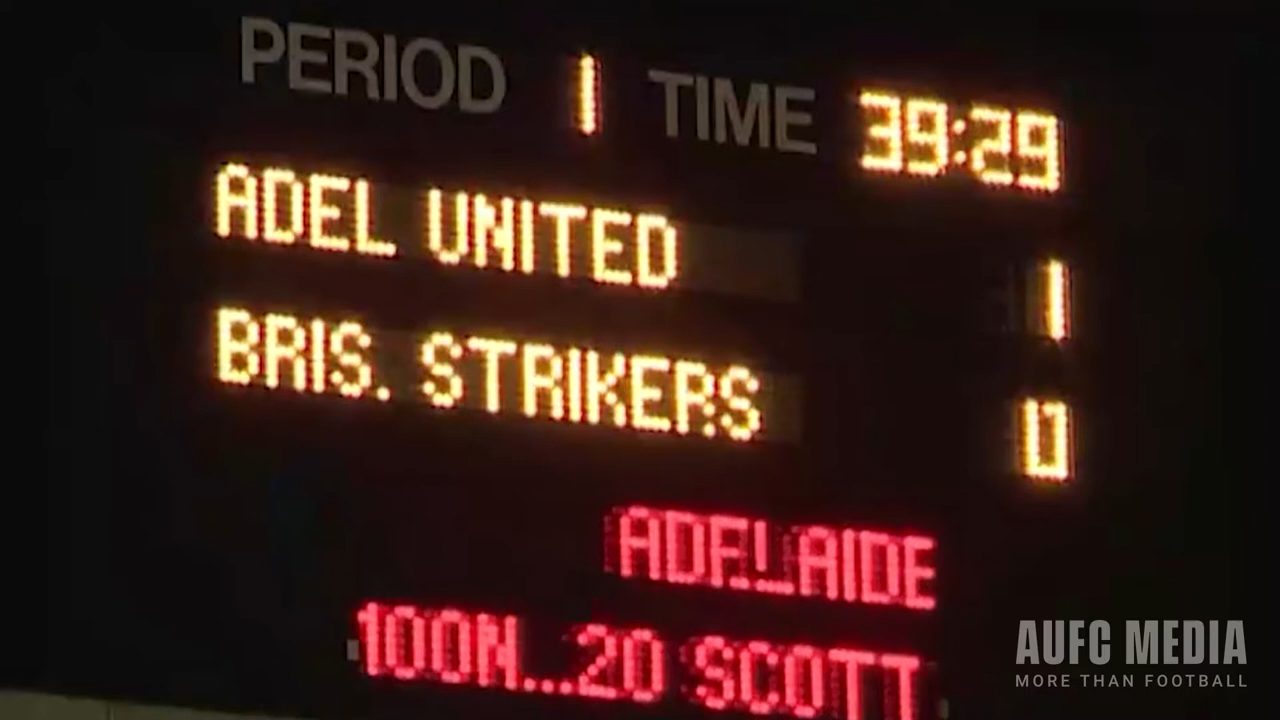 PERIOD 1 TIME 39:29
ADEL UNITED 1
BRIS. STRIKERS 0
ADELAIDE
100N...20 SCOTT
AUFC MEDIA
MORE THAN FOOTBALL